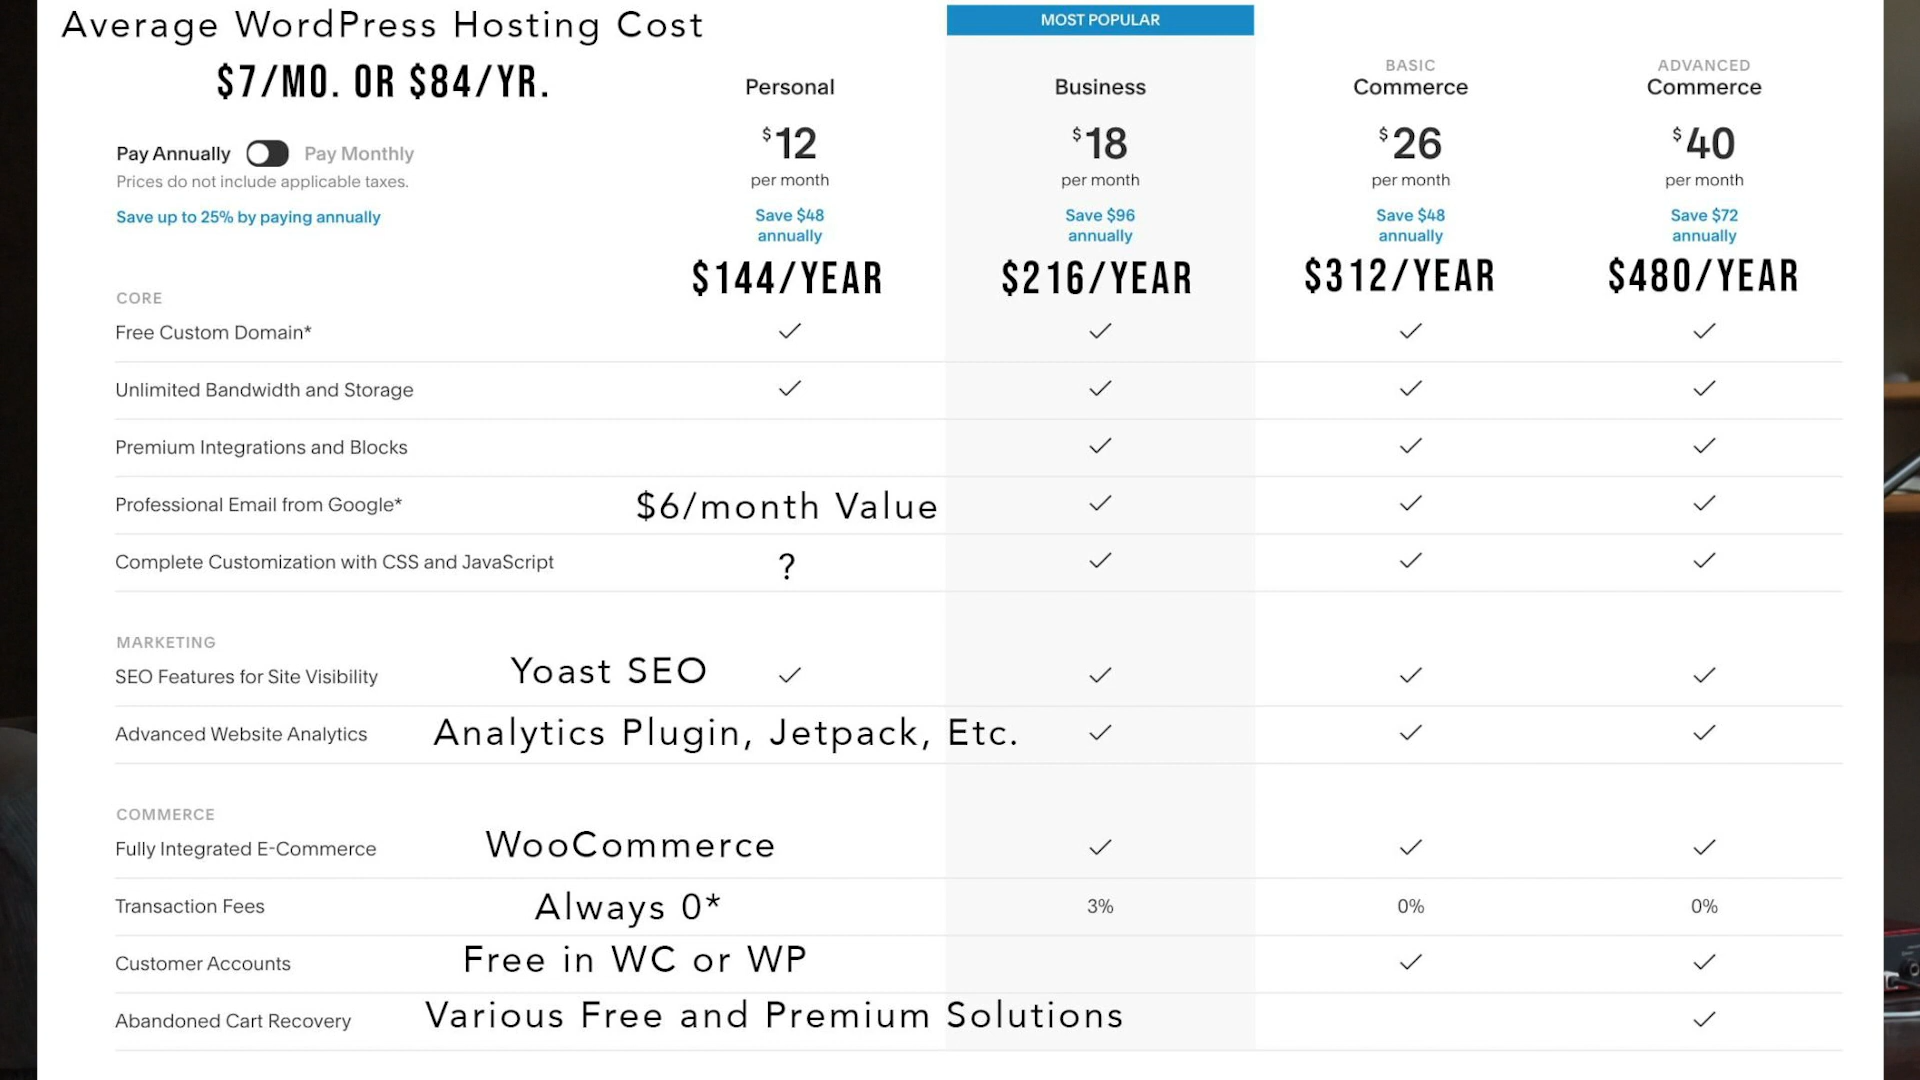 Average WordPress Hosting Cost
$7/MO. OR $84/YR.
MOST POPULAR
Personal
Business
BASIC
Commerce
ADVANCED
Commerce
Pay Annually Pay Monthly
Prices do not include applicable taxes.
Save up to 25% by paying annually
$12 $18 $26 $40
per month per month per month per month
Save $48 Save $96 Save $48 Save $72
annually annually annually annually
$144/YEAR $216/YEAR $312/YEAR $480/YEAR
CORE
Free Custom Domain*
Unlimited Bandwidth and Storage
Premium Integrations and Blocks
Professional Email from Google* $6/month Value
Complete Customization with CSS and JavaScript ?
MARKETING
SEO Features for Site Visibility Yoast SEO
Advanced Website Analytics Analytics Plugin, Jetpack, Etc.
COMMERCE
Fully Integrated E-Commerce WooCommerce
Transaction Fees Always 0* 3% 0% 0%
Customer Accounts Free in WC or WP
Abandoned Cart Recovery Various Free and Premium Solutions